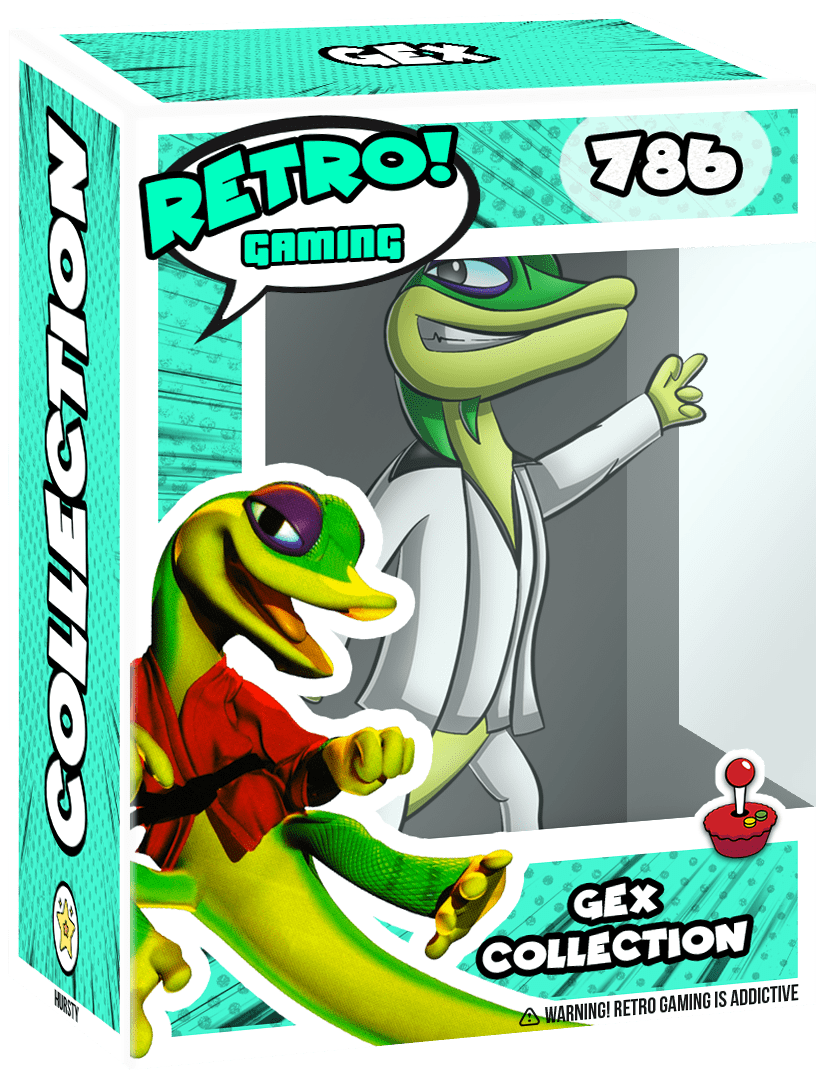 GEX
RETRO!
GAMING
786
COLLECTION
GEX
COLLECTION
WARNING! RETRO GAMING IS ADDICTIVE
HURSTY